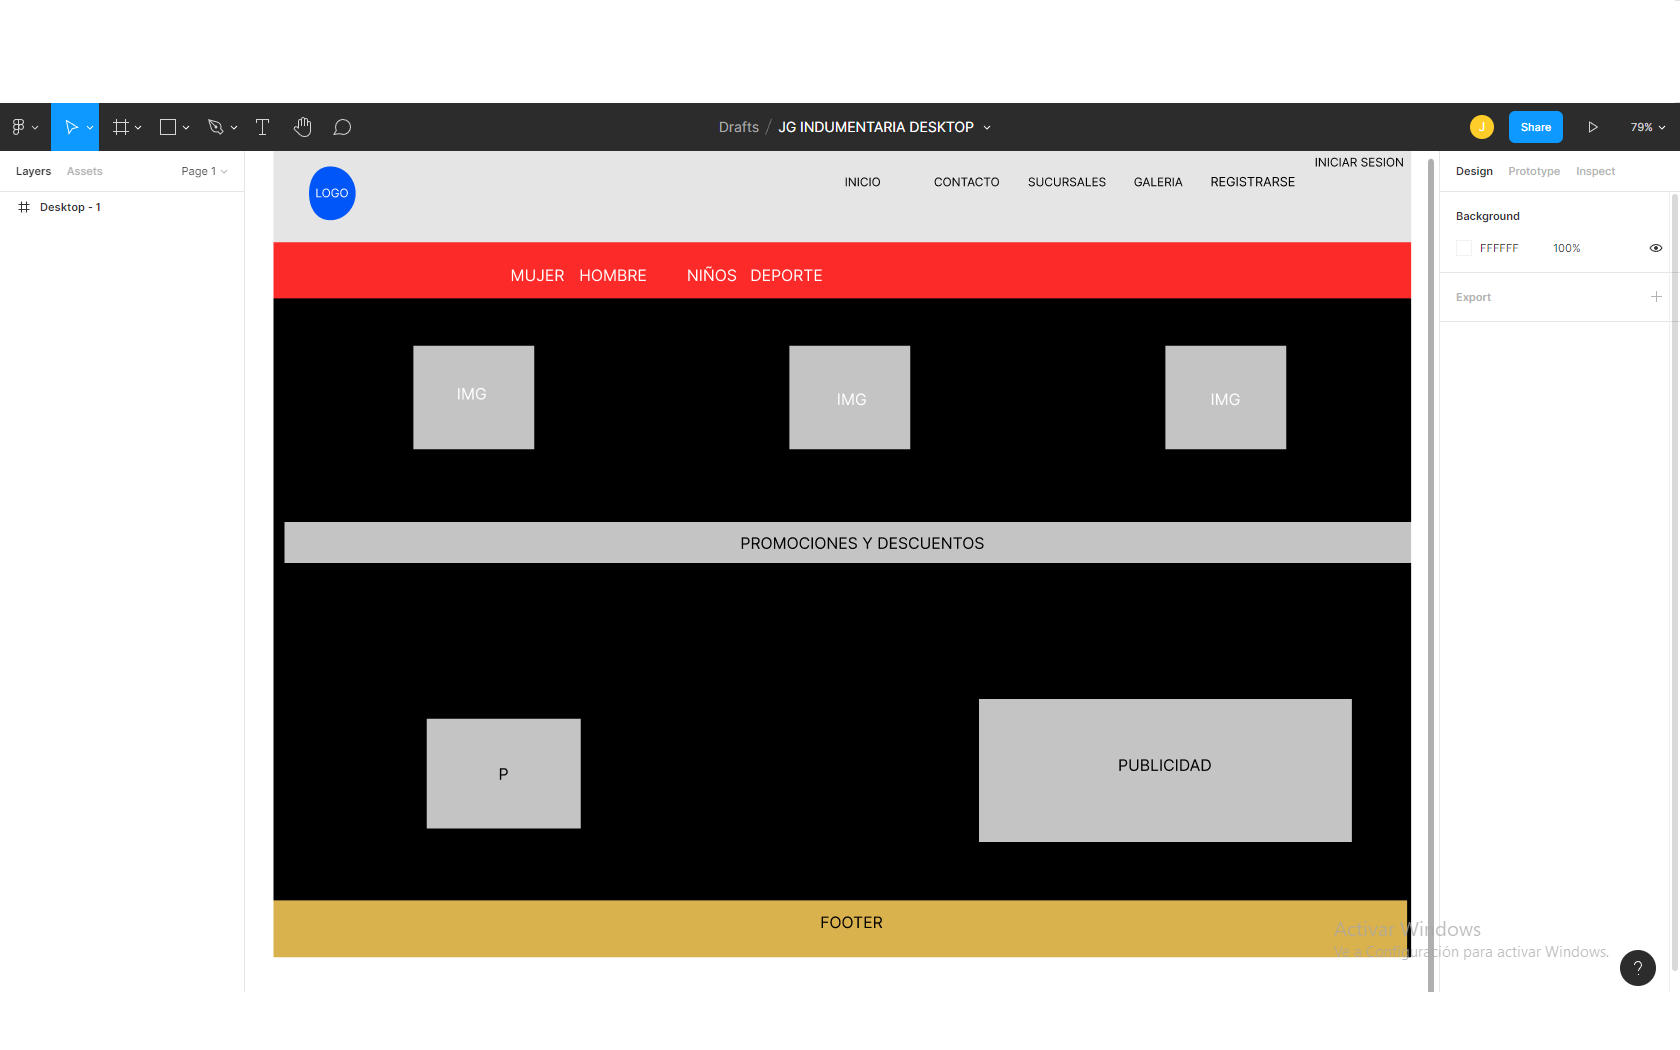 Drafts / JG INDUMENTARIA DESKTOP
J
Share
79%
Layers Assets Page 1
Desktop - 1
LOGO
INICIO CONTACTO SUCURSALES GALERIA REGISTRARSE
INICIAR SESION
MUJER HOMBRE NIÑOS DEPORTE
IMG IMG IMG
PROMOCIONES Y DESCUENTOS
P
PUBLICIDAD
FOOTER
Design Prototype Inspect
Background
FFFFFF 100%
Export
Activar Windows
Ve a Configuración para activar Windows.
?